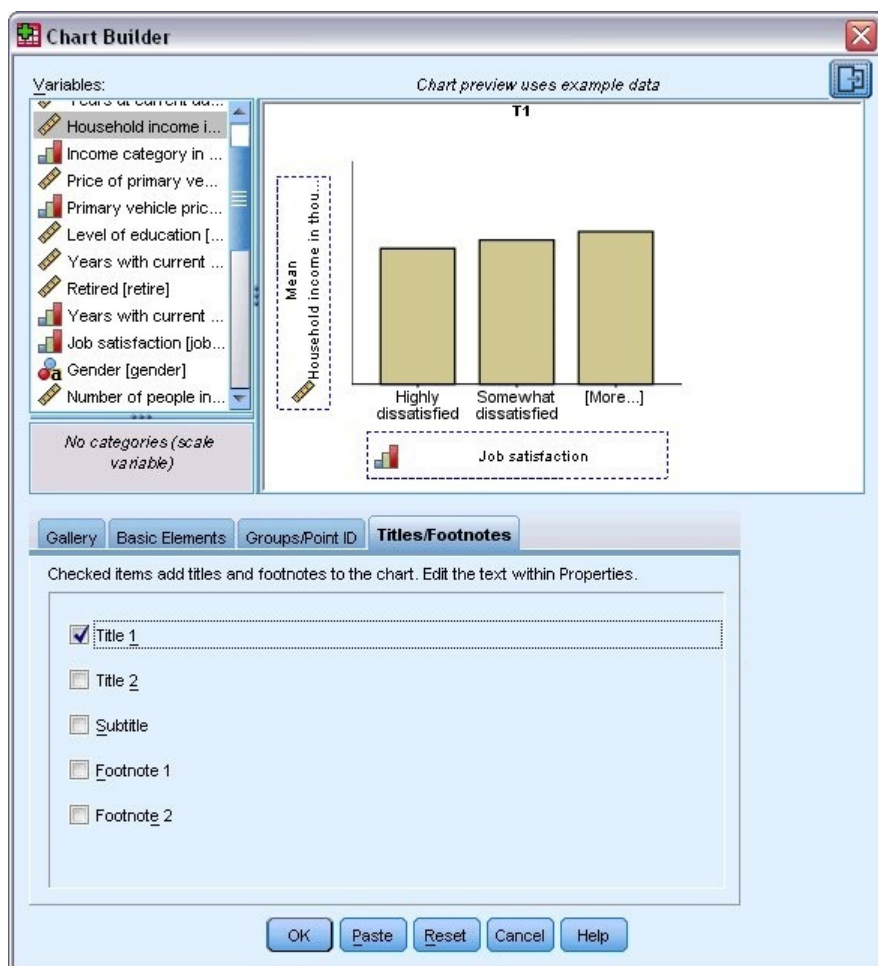 Chart Builder
Variables:
Chart preview uses example data
Years at current ad...
Household income i...
Income category in ...
Price of primary ve...
Primary vehicle pric...
Level of education [...
Years with current ...
Retired [retire]
Years with current ...
Job satisfaction [job...
Gender [gender]
Number of people in...
No categories (scale
variable)
T1
Mean
Household income in thou...
Highly
dissatisfied
Somewhat
dissatisfied
[More...]
Job satisfaction
Gallery
Basic Elements
Groups/Point ID
Titles/Footnotes
Checked items add titles and footnotes to the chart. Edit the text within Properties.
Title 1
Title 2
Subtitle
Footnote 1
Footnote 2
OK
Paste
Reset
Cancel
Help